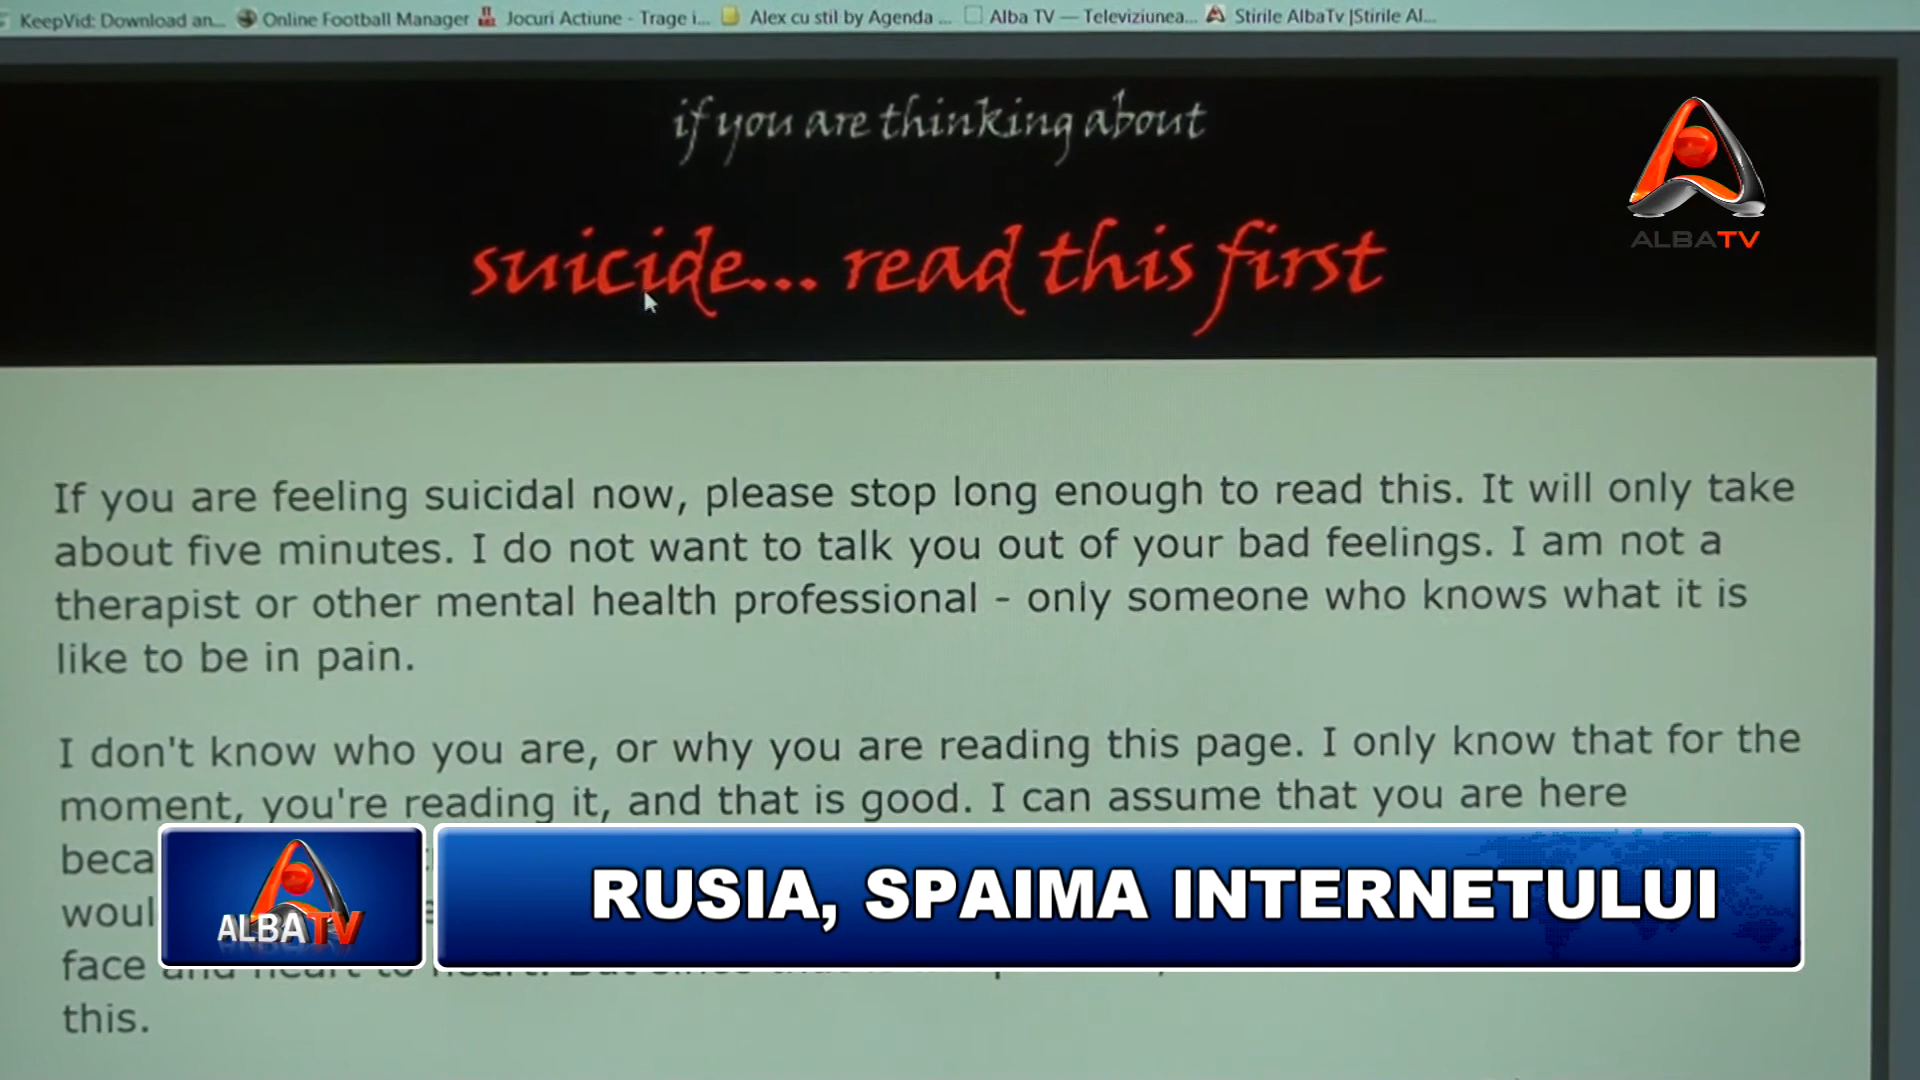 KeepVid: Download an... Online Football Manager Jocuri Actiune - Trage i... Alex cu stil by Agenda ... Alba TV — Televiziunea... Stirile AlbaTv |Stirile Al...
if you are thinking about
suicide... read this first
ALBATV
If you are feeling suicidal now, please stop long enough to read this. It will only take
about five minutes. I do not want to talk you out of your bad feelings. I am not a
therapist or other mental health professional - only someone who knows what it is
like to be in pain.
I don't know who you are, or why you are reading this page. I only know that for the
moment, you're reading it, and that is good. I can assume that you are here
beca
woul
face and heart to heart. But since
this.
ALBATV
RUSIA, SPAIMA INTERNETULUI